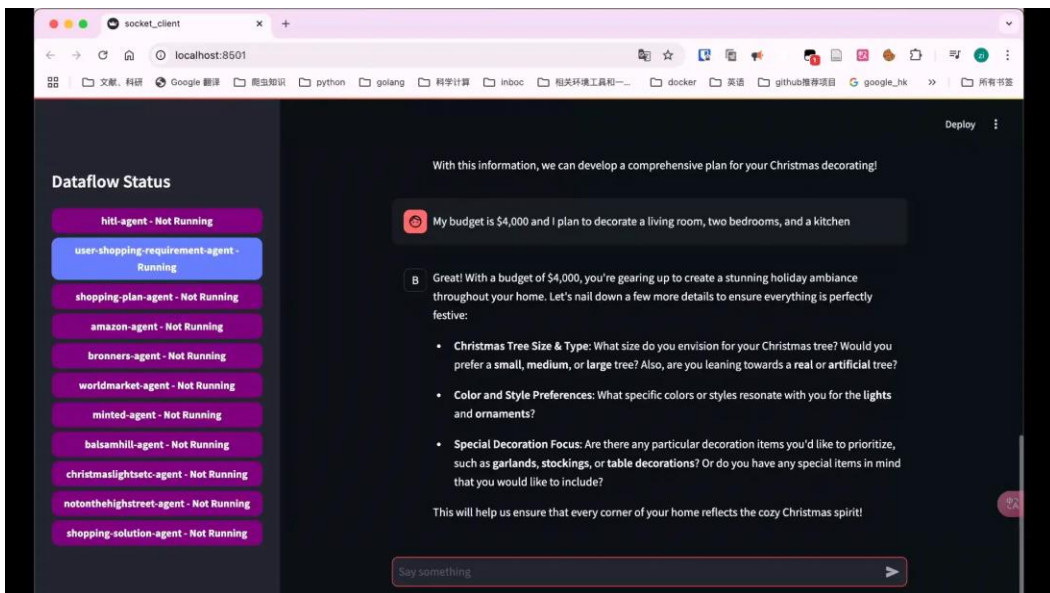 socket_client
localhost:8501
文献、科研
Google 翻译
爬虫知识
python
golang
科学计算
inboc
相关环境工具和一...
docker
英语
github推荐项目
google_hk
所有书签
Deploy
Dataflow Status
hitl-agent - Not Running
user-shopping-requirement-agent -
Running
shopping-plan-agent - Not Running
amazon-agent - Not Running
bronners-agent - Not Running
worldmarket-agent - Not Running
minted-agent - Not Running
balsamhill-agent - Not Running
christmaslightsetc-agent - Not Running
notonthehighstreet-agent - Not Running
shopping-solution-agent - Not Running
With this information, we can develop a comprehensive plan for your Christmas decorating!
My budget is $4,000 and I plan to decorate a living room, two bedrooms, and a kitchen
B
Great! With a budget of $4,000, you're gearing up to create a stunning holiday ambiance
throughout your home. Let's nail down a few more details to ensure everything is perfectly
festive:
• Christmas Tree Size & Type: What size do you envision for your Christmas tree? Would you
prefer a small, medium, or large tree? Also, are you leaning towards a real or artificial tree?
• Color and Style Preferences: What specific colors or styles resonate with you for the lights
and ornaments?
• Special Decoration Focus: Are there any particular decoration items you'd like to prioritize,
such as garlands, stockings, or table decorations? Or do you have any special items in mind
that you would like to include?
This will help us ensure that every corner of your home reflects the cozy Christmas spirit!
Say something